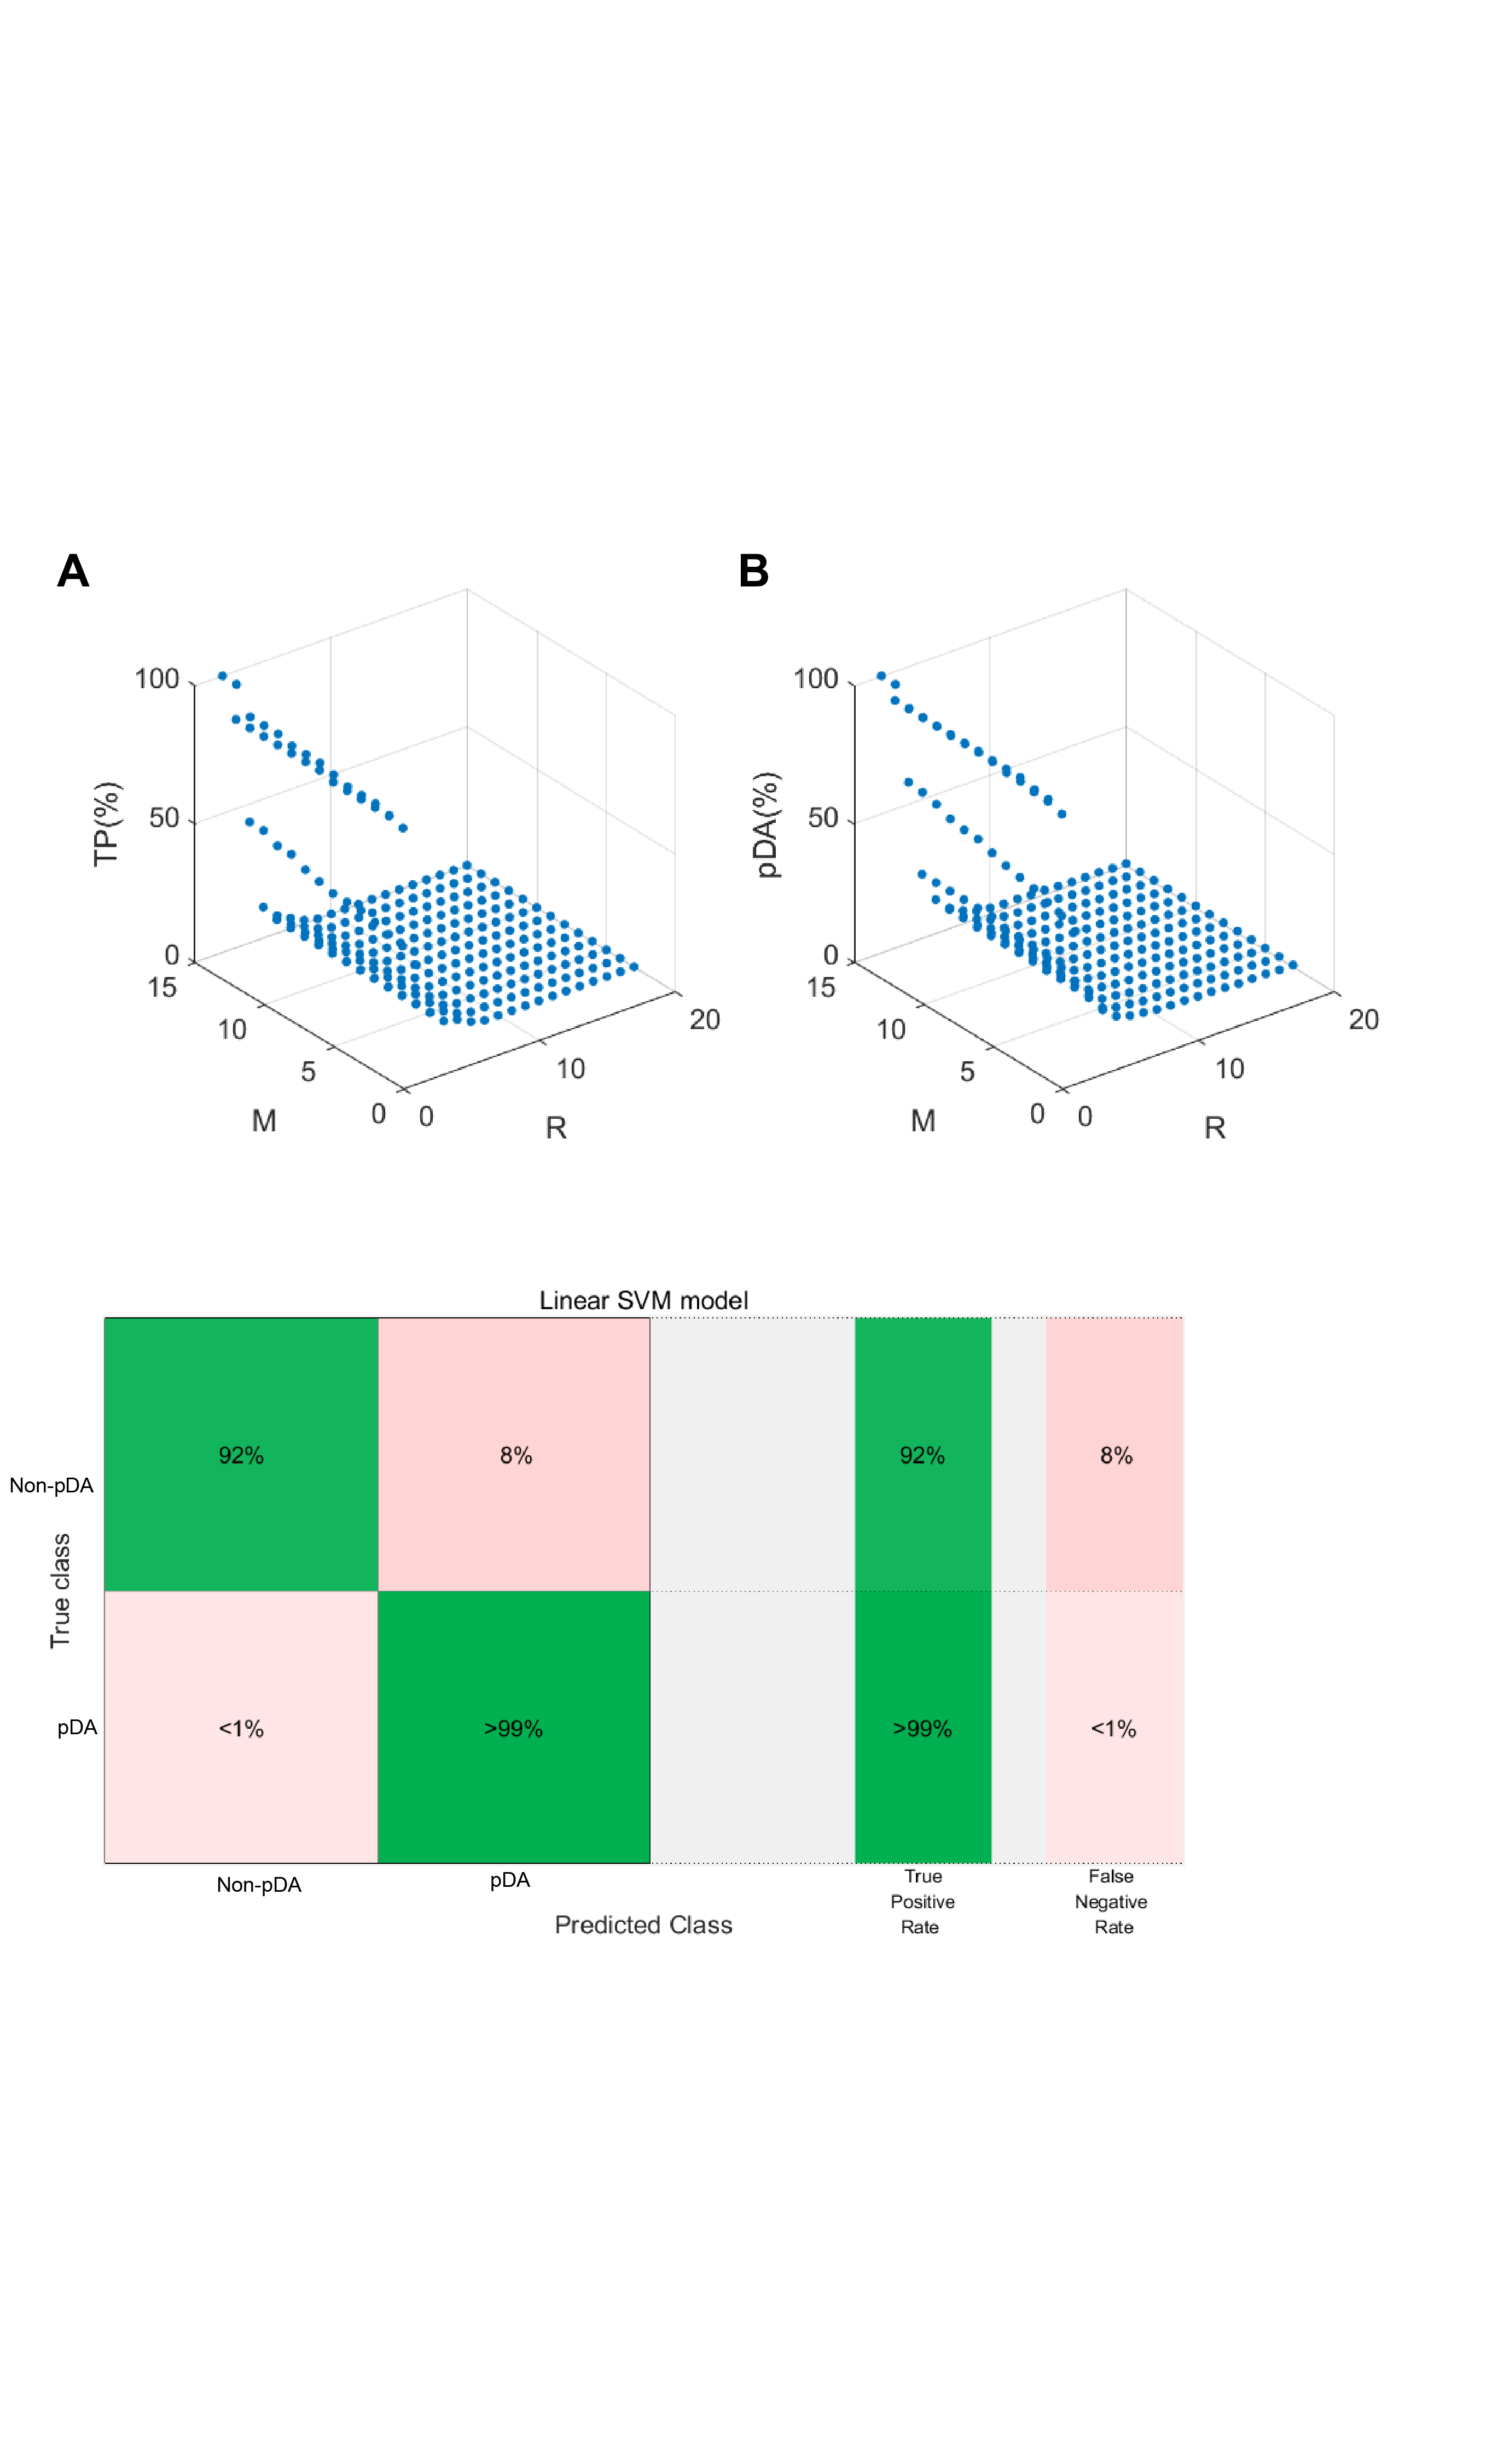 A
B
100
50
0
TP(%)
15
10
5
0
M
0
10
20
R
100
50
0
pDA(%)
15
10
5
0
M
0
10
20
R
Linear SVM model
92%
8%
92%
8%
Non-pDA
True class
pDA
<1%
>99%
>99%
<1%
Non-pDA
pDA
True
Positive
Rate
False
Negative
Rate
Predicted Class